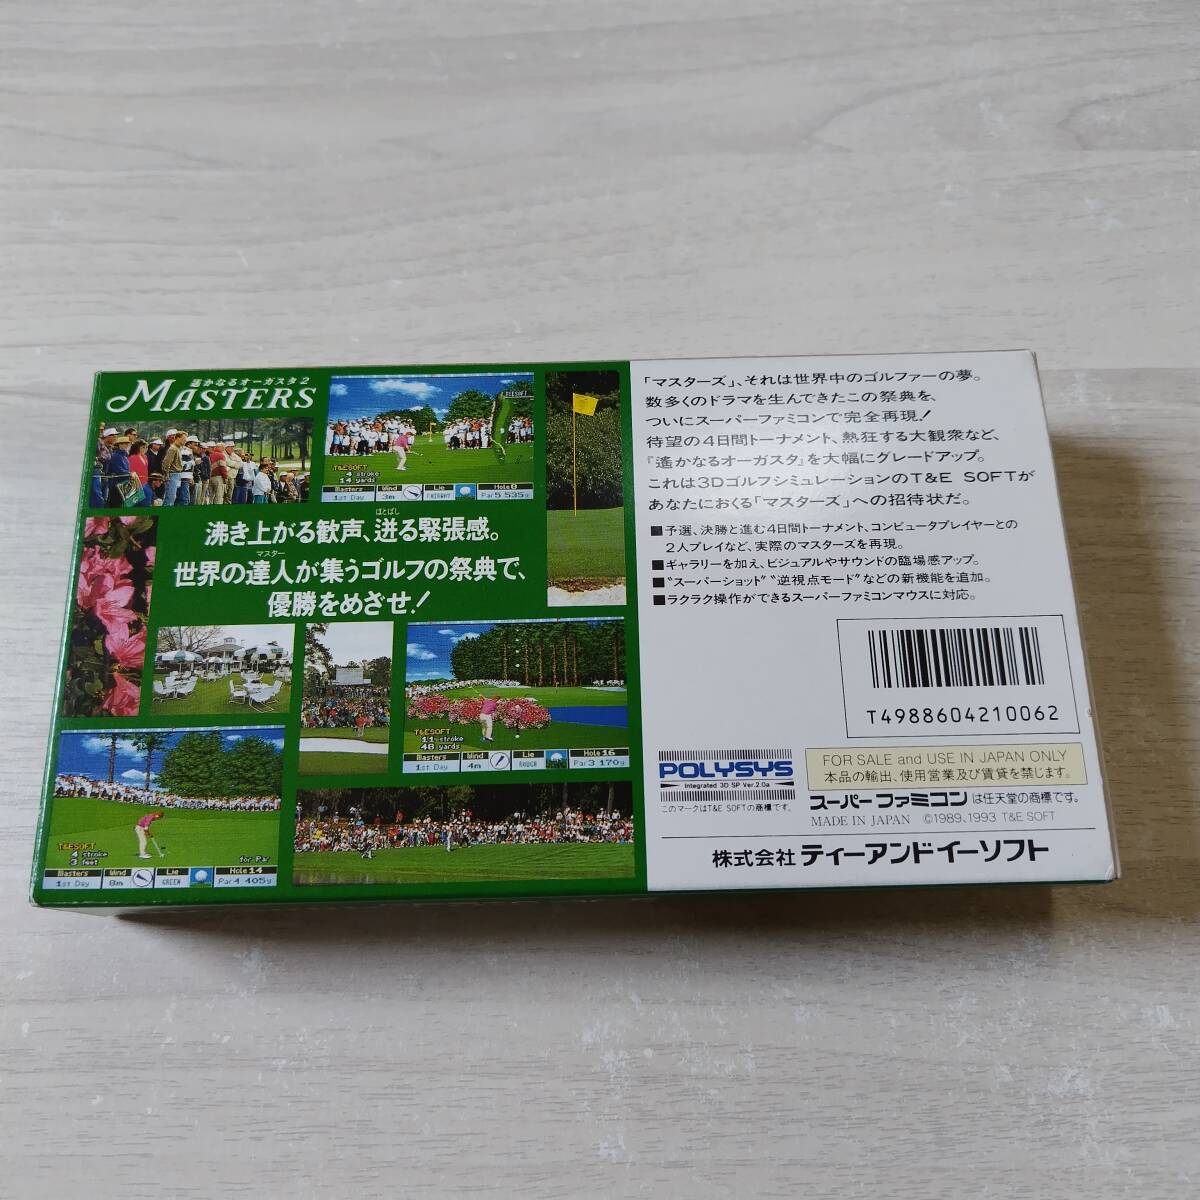 遙かなるオーガスタ2
MASTERS
T&ESOFT
T&ESOFT
4 stroke
14 yards
Masters
1st Day
Wind
3m
Lie
FAIRWAY
Hole 8
Par5 535y
ほとばし
沸き上がる歓声、迸る緊張感。
マスター
世界の達人が集うゴルフの祭典で、
優勝をめざせ!
T&ESOFT
11 stroke
48 yards
Masters
1st Day
Wind
4m
Lie
ROUGH
Hole 16
Par3 170y
T&ESOFT
4 stroke
3 feet
for Par
Masters
1st Day
Wind
8m
Lie
GREEN
Hole 14
Par4 405y
「マスターズ」、それは世界中のゴルファーの夢。
数多くのドラマを生んできたこの祭典を、
ついにスーパーファミコンで完全再現!
待望の4日間トーナメント、熱狂する大観衆など、
『遙かなるオーガスタ』を大幅にグレードアップ。
これは3DゴルフシミュレーションのT&E SOFTが
あなたにおくる「マスターズ」への招待状だ。
■予選、決勝と進む4日間トーナメント、コンピュータプレイヤーとの
2人プレイなど、実際のマスターズを再現。
■ギャラリーを加え、ビジュアルやサウンドの臨場感アップ。
■“スーパーショット”“逆視点モード”などの新機能を追加。
■ラクラク操作ができるスーパーファミコンマウスに対応。
T4988604210062
POLYSYS
Integrated 3D SP Ver.2.0a
このマークはT&E SOFTの商標です。
FOR SALE and USE IN JAPAN ONLY
本品の輸出、使用営業及び賃貸を禁じます。
スーパーファミコンは任天堂の商標です。
MADE IN JAPAN ©1989、1993 T&E SOFT
株式会社 ティーアンドイーソフト